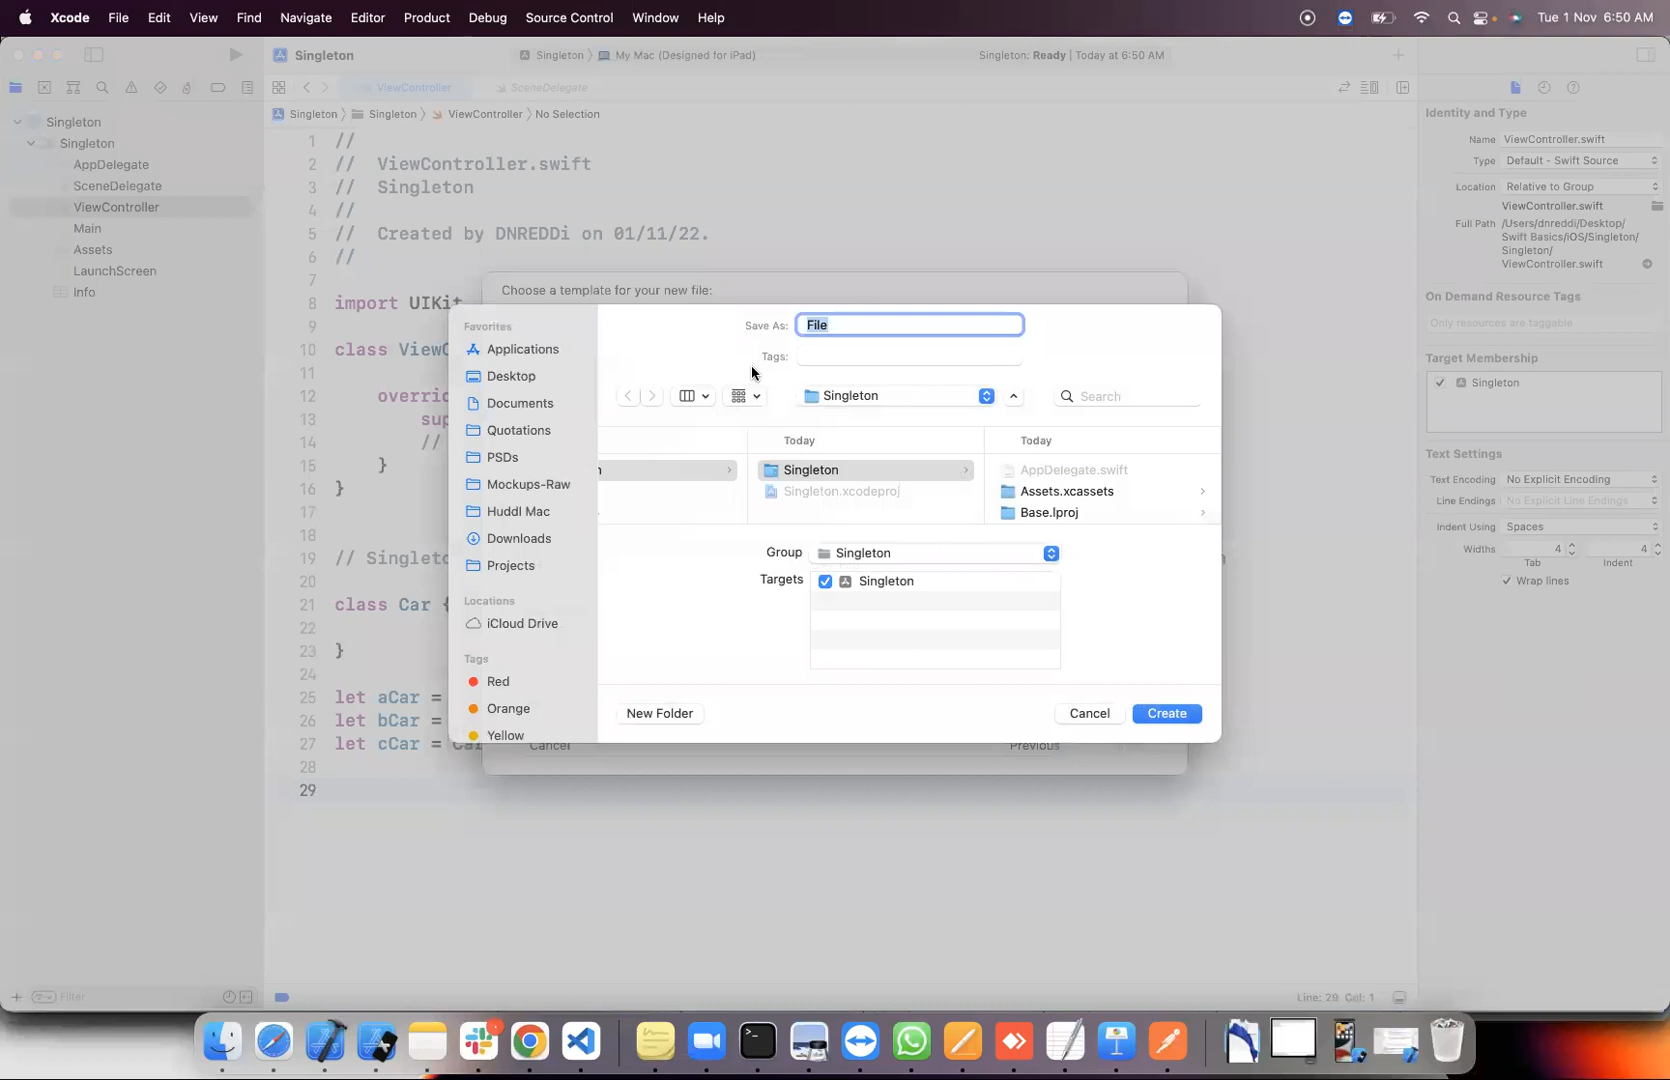 Xcode File Edit View Find Navigate Editor Product Debug Source Control Window Help
Tue 1 Nov 6:50 AM
Singleton
Singleton 〉 My Mac (Designed for iPad)
Singleton: Ready | Today at 6:50 AM
ViewController
SceneDelegate
Singleton 〉 Singleton 〉 ViewController 〉 No Selection
Singleton
Singleton
AppDelegate
SceneDelegate
ViewController
Main
Assets
LaunchScreen
Info
Filter
1 //
2 // ViewController.swift
3 // Singleton
4 //
5 // Created by DNREDDi on 01/11/22.
6 //
7
8 import UIKit
9
10 class ViewC
11
12 overric
13 sup
14 //
15 }
16 }
17
18
19 // Singleto
20
21 class Car {
22
23 }
24
25 let aCar =
26 let bCar =
27 let cCar = Car
28
29
Choose a template for your new file:
Cancel
Previous
Favorites
Applications
Desktop
Documents
Quotations
PSDs
Mockups-Raw
Huddl Mac
Downloads
Projects
Locations
iCloud Drive
Tags
Red
Orange
Yellow
Save As: File
Tags:
Singleton
Search
Today
Singleton
Singleton.xcodeproj
Today
AppDelegate.swift
Assets.xcassets
Base.lproj
Group Singleton
Targets Singleton
New Folder
Cancel
Create
Identity and Type
Name ViewController.swift
Type Default - Swift Source
Location Relative to Group
ViewController.swift
Full Path /Users/dnreddi/Desktop/
Swift Basics/iOS/Singleton/
Singleton/
ViewController.swift
On Demand Resource Tags
Only resources are taggable
Target Membership
Singleton
Text Settings
Text Encoding No Explicit Encoding
Line Endings No Explicit Line Endings
Indent Using Spaces
Widths 4 4
Tab Indent
Wrap lines
Line: 29 Col: 1